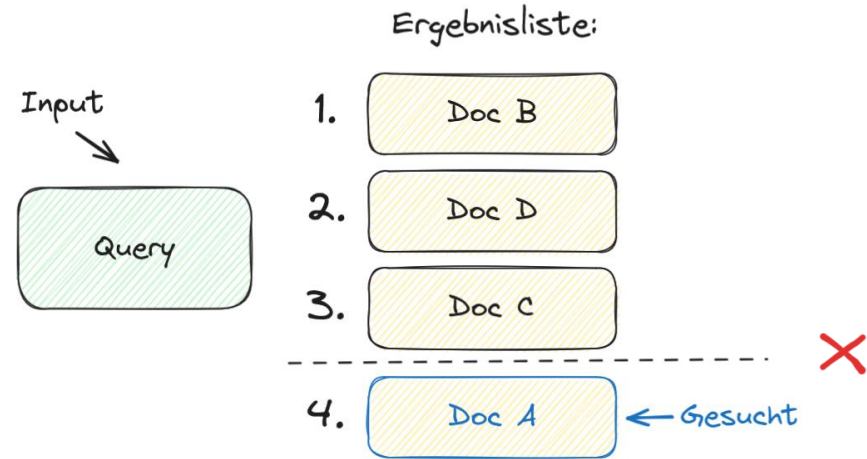 Ergebnisliste:
Input
1. Doc B
2. Doc D
Query
3. Doc C
4. Doc A
Gesucht